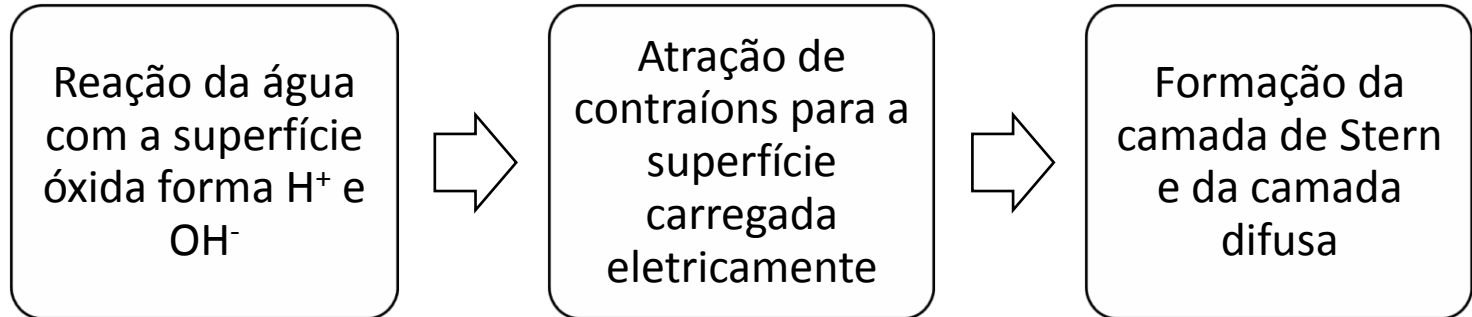 Reação da água
com a superfície
óxida forma H⁺ e
OH⁻
Atração de
contraíons para a
superfície
carregada
eletricamente
Formação da
camada de Stern
e da camada
difusa